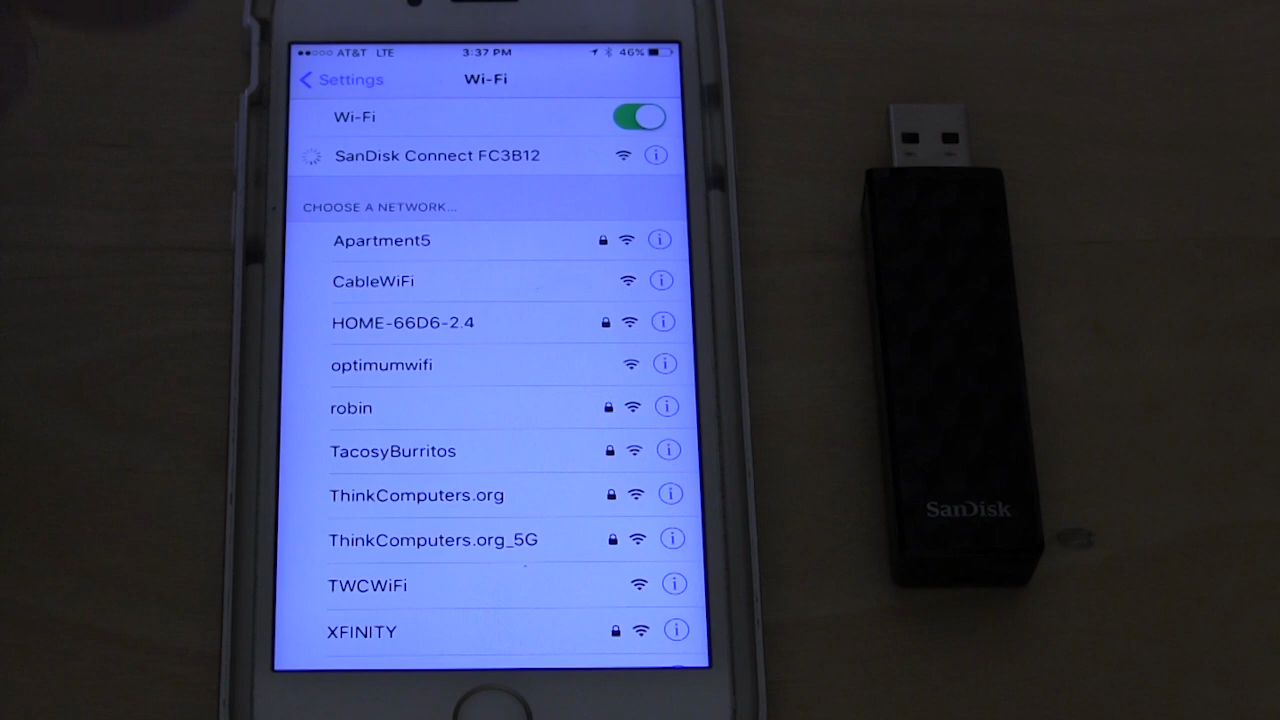 AT&T LTE 3:37 PM 46%
Settings Wi-Fi
Wi-Fi
SanDisk Connect FC3B12
CHOOSE A NETWORK...
Apartment5
CableWiFi
HOME-66D6-2.4
optimumwifi
robin
TacosyBurritos
ThinkComputers.org
ThinkComputers.org_5G
TWCWiFi
XFINITY
SanDisk